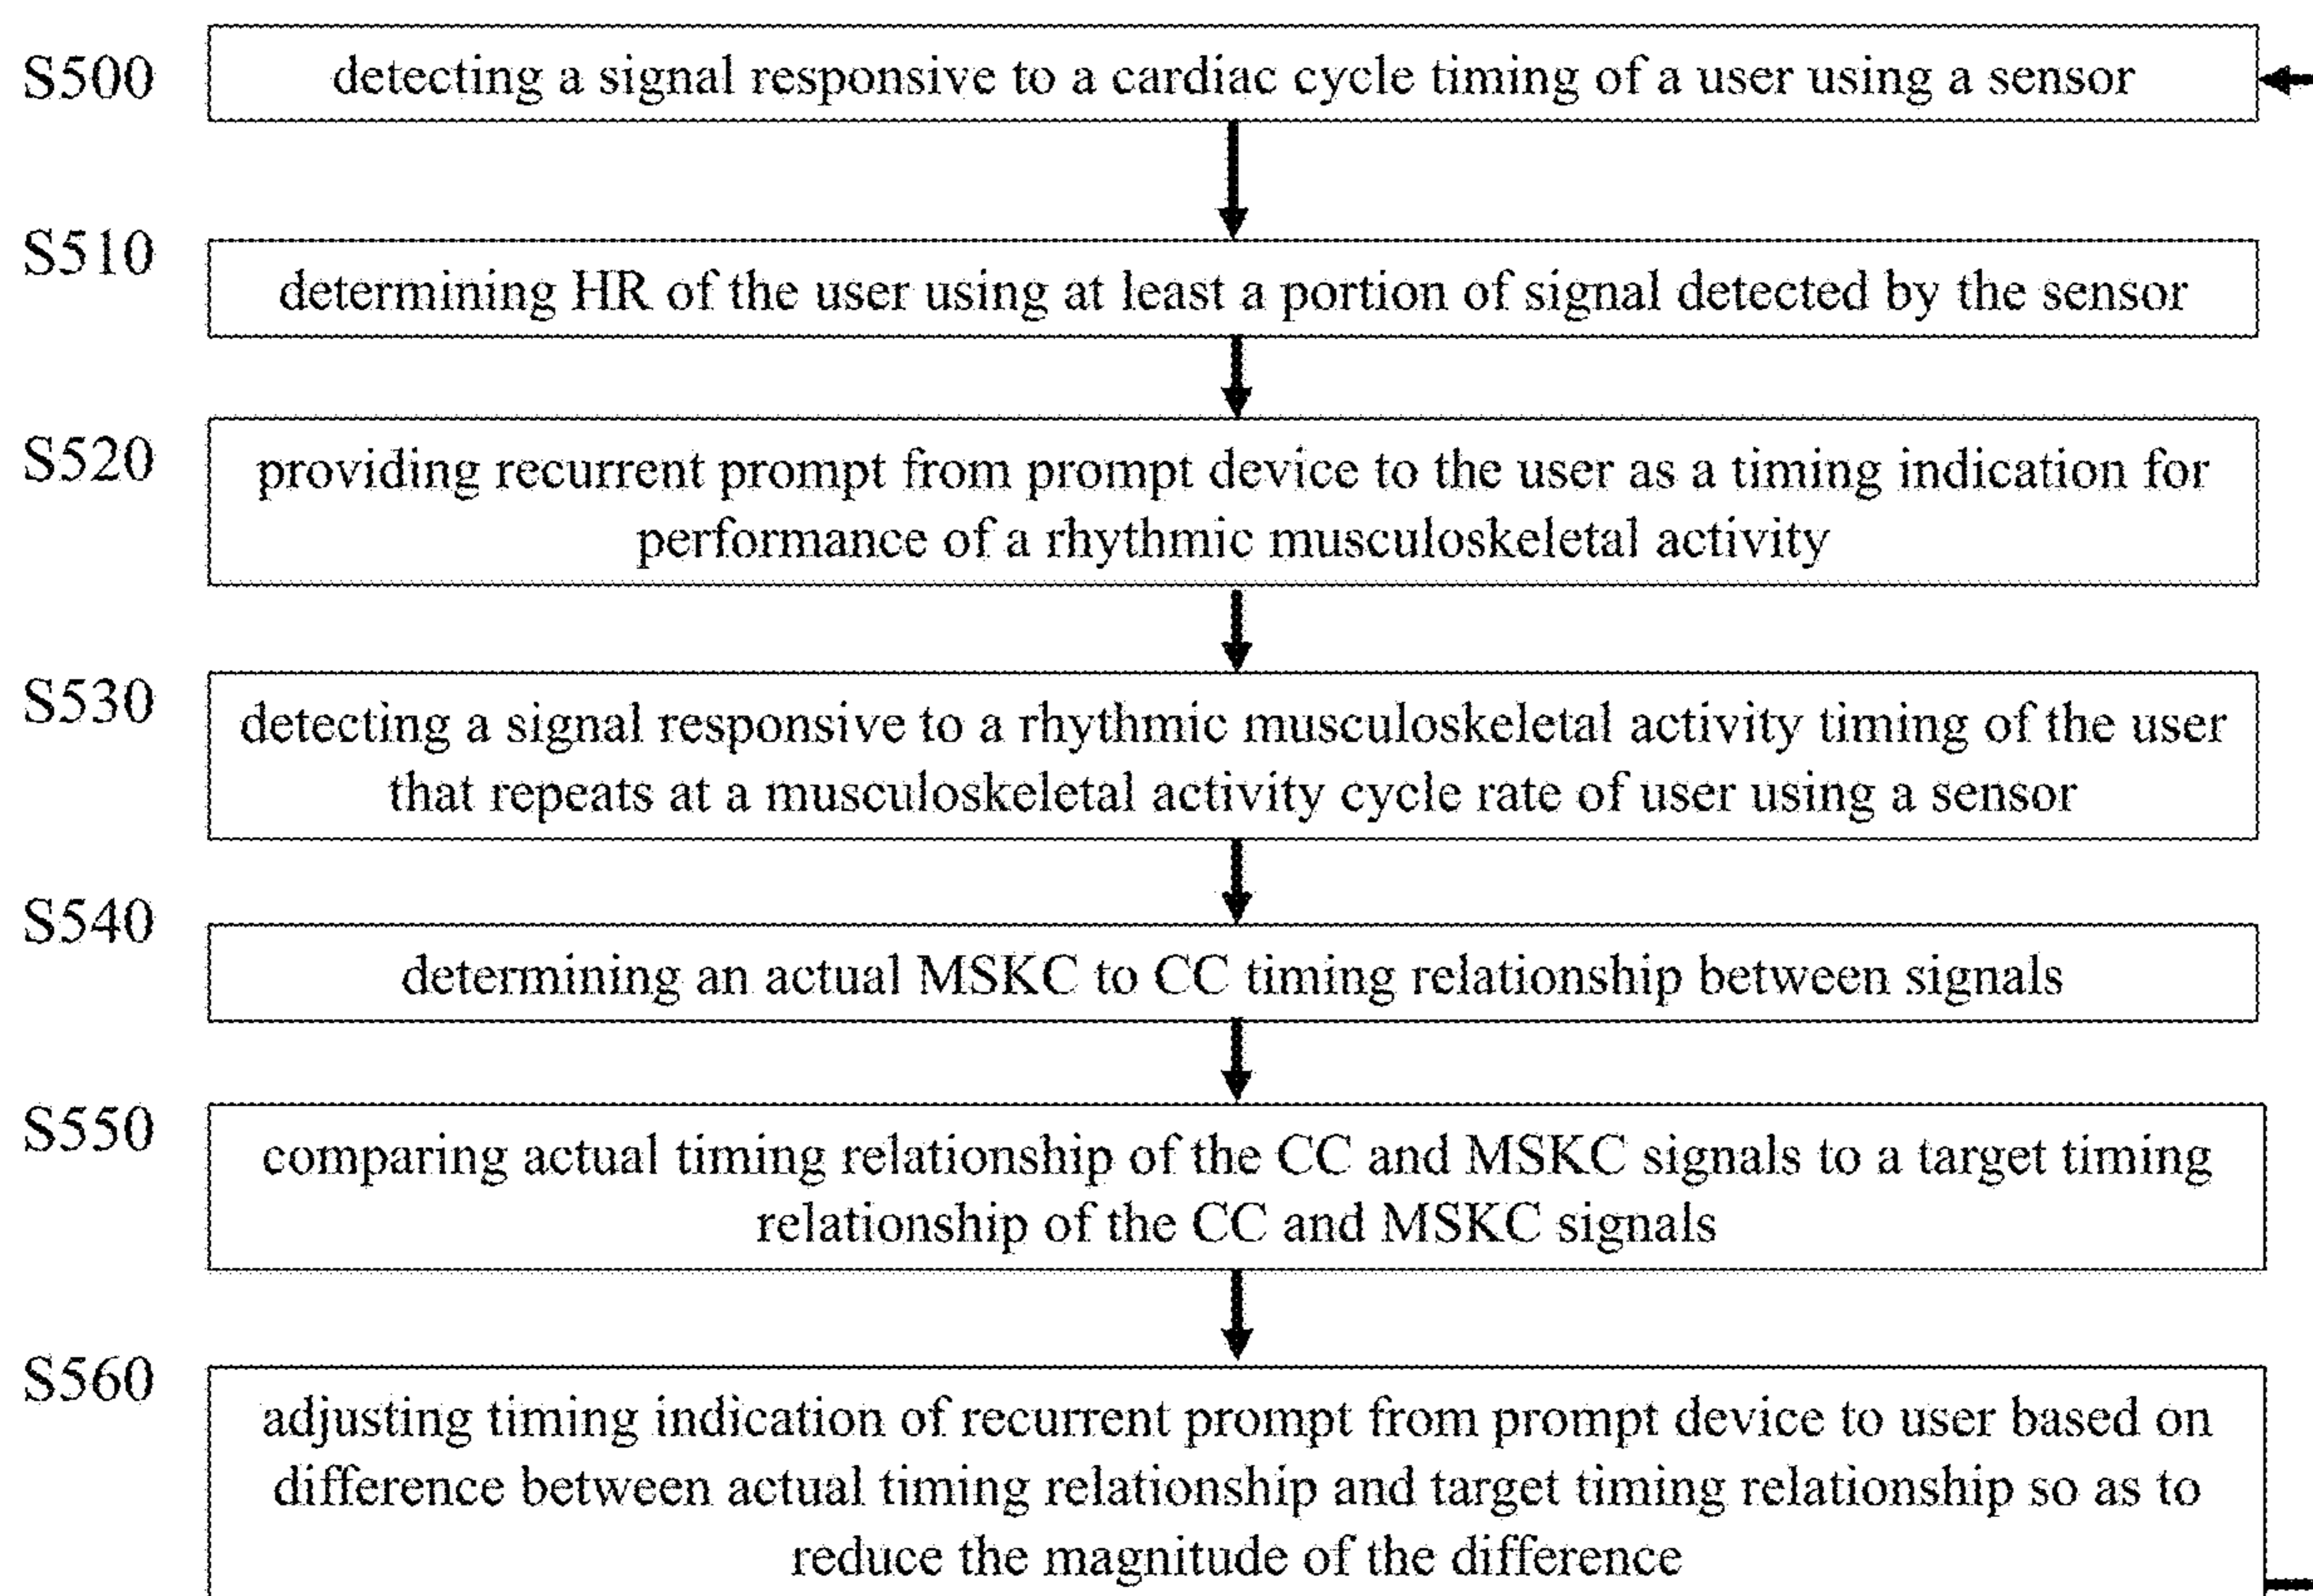 S500
detecting a signal responsive to a cardiac cycle timing of a user using a sensor
S510
determining HR of the user using at least a portion of signal detected by the sensor
S520
providing recurrent prompt from prompt device to the user as a timing indication for
performance of a rhythmic musculoskeletal activity
S530
detecting a signal responsive to a rhythmic musculoskeletal activity timing of the user
that repeats at a musculoskeletal activity cycle rate of user using a sensor
S540
determining an actual MSKC to CC timing relationship between signals
S550
comparing actual timing relationship of the CC and MSKC signals to a target timing
relationship of the CC and MSKC signals
S560
adjusting timing indication of recurrent prompt from prompt device to user based on
difference between actual timing relationship and target timing relationship so as to
reduce the magnitude of the difference